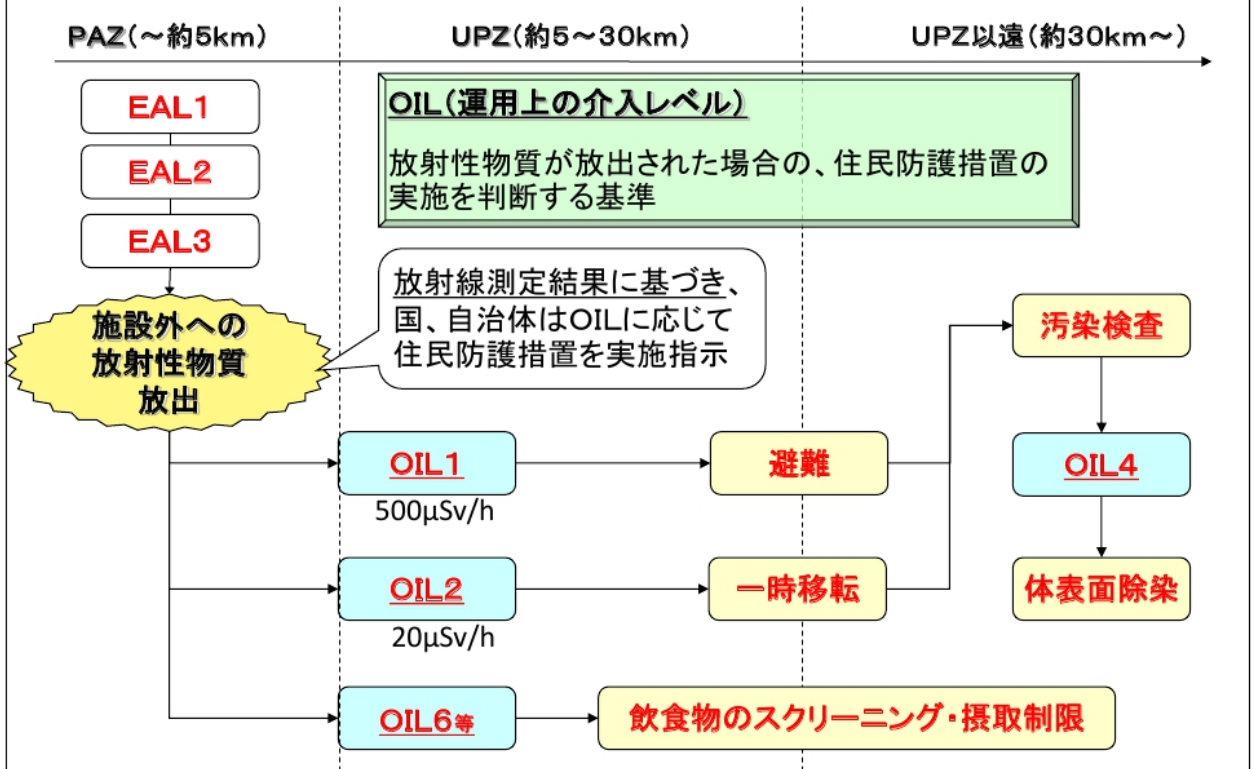 PAZ(～約5km)
UPZ(約5～30km)
UPZ以遠(約30km～)
EAL1
EAL2
EAL3
OIL(運用上の介入レベル)
放射性物質が放出された場合の、住民防護措置の
実施を判断する基準
放射線測定結果に基づき、
国、自治体はOILに応じて
住民防護措置を実施指示
施設外への
放射性物質
放出
汚染検査
OIL1
500μSv/h
避難
OIL4
OIL2
20μSv/h
一時移転
体表面除染
OIL6等
飲食物のスクリーニング・摂取制限